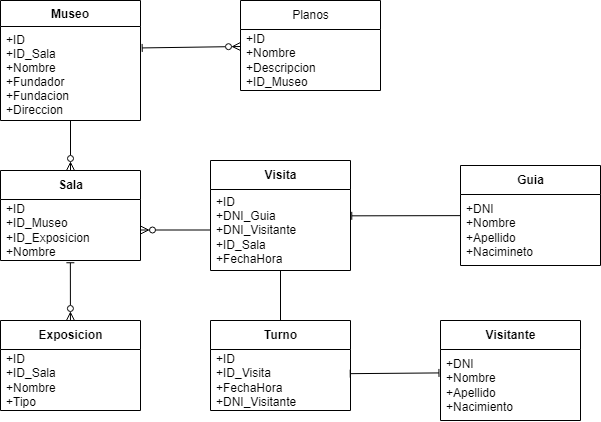 Museo
+ID
+ID_Sala
+Nombre
+Fundador
+Fundacion
+Direccion
Planos
+ID
+Nombre
+Descripcion
+ID_Museo
Sala
+ID
+ID_Museo
+ID_Exposicion
+Nombre
Visita
+ID
+DNI_Guia
+DNI_Visitante
+ID_Sala
+FechaHora
Guia
+DNI
+Nombre
+Apellido
+Nacimineto
Exposicion
+ID
+ID_Sala
+Nombre
+Tipo
Turno
+ID
+ID_Visita
+FechaHora
+DNI_Visitante
Visitante
+DNI
+Nombre
+Apellido
+Nacimiento